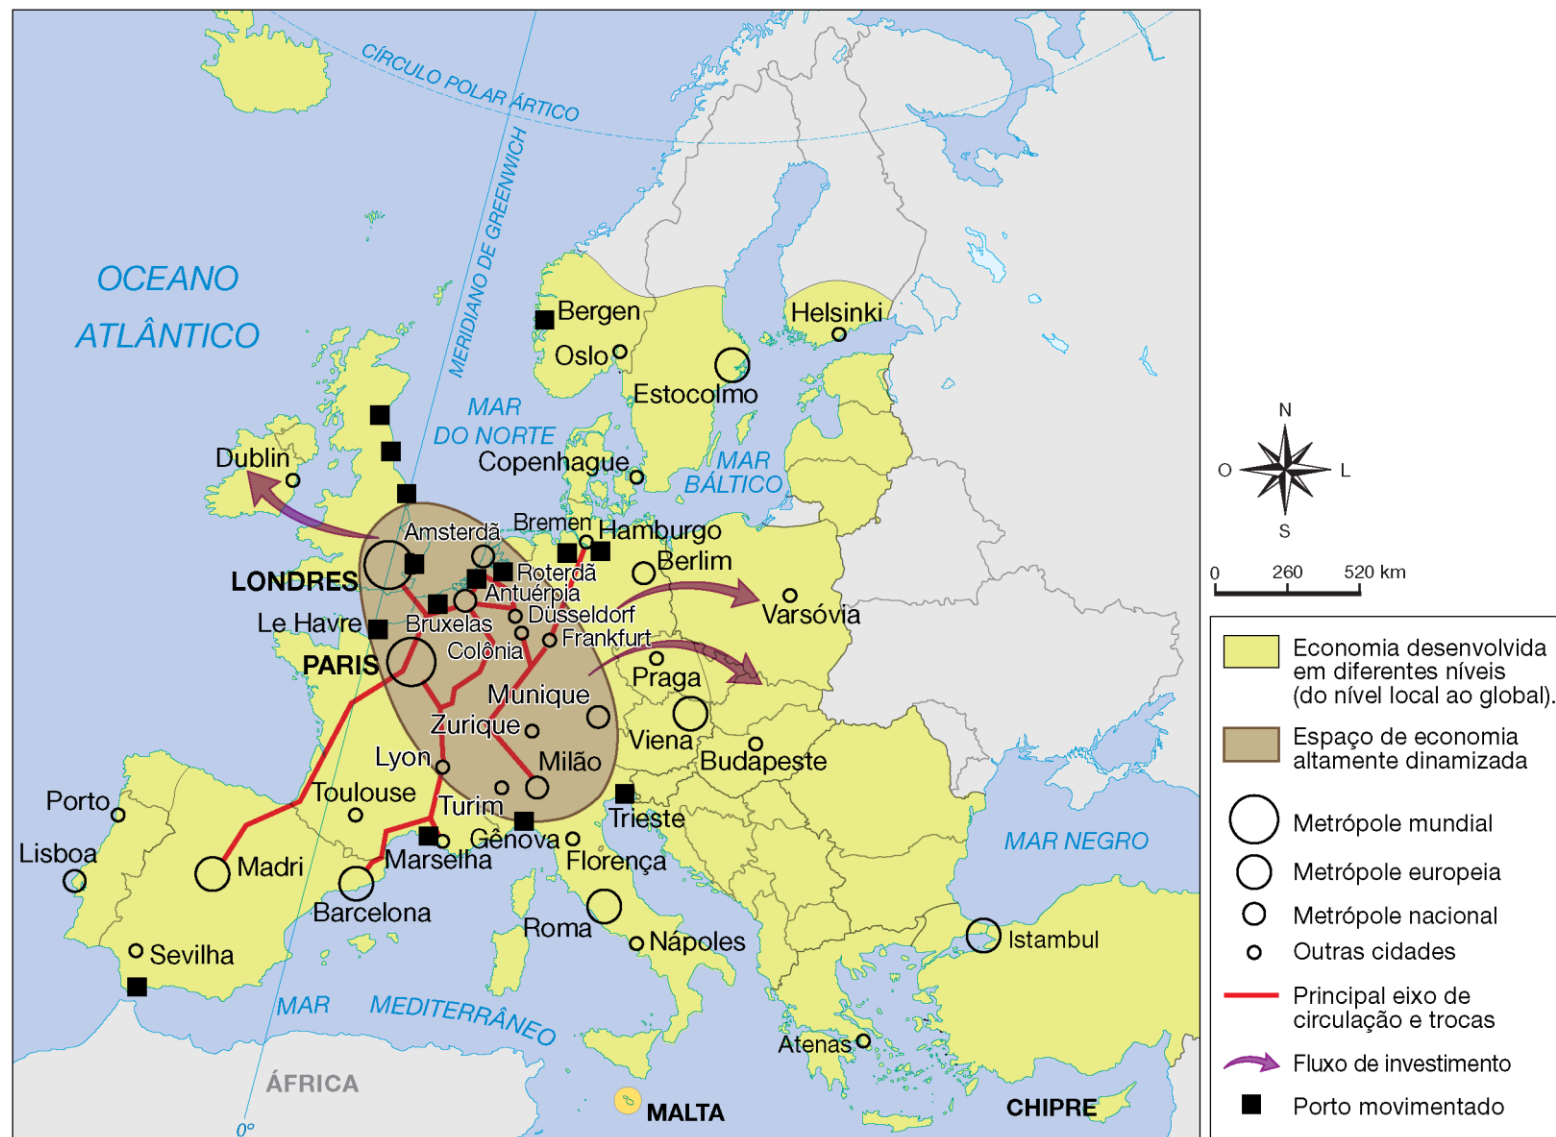 CÍRCULO POLAR ÁRTICO
MERIDIANO DE GREENWICH
OCEANO
ATLÂNTICO
Bergen
Helsinki
Oslo
Estocolmo
MAR
DO NORTE
Dublin
Copenhague
MAR
BÁLTICO
Amsterdã
Bremen
Hamburgo
Berlim
LONDRES
Roterdã
Antuérpia
Varsóvia
Le Havre
Bruxelas
Düsseldorf
Colônia
Frankfurt
PARIS
Praga
Munique
Zurique
Viena
Lyon
Milão
Budapeste
Porto
Toulouse
Turim
Trieste
Lisboa
Madri
Marselha
Gênova
Florença
MAR NEGRO
Barcelona
Roma
Nápoles
Istambul
Sevilha
MAR MEDITERRÂNEO
Atenas
ÁFRICA
MALTA
CHIPRE
0º
N
O
L
S
0 260 520 km
Economia desenvolvida
em diferentes níveis
(do nível local ao global).
Espaço de economia
altamente dinamizada
Metrópole mundial
Metrópole europeia
Metrópole nacional
Outras cidades
Principal eixo de
circulação e trocas
Fluxo de investimento
Porto movimentado